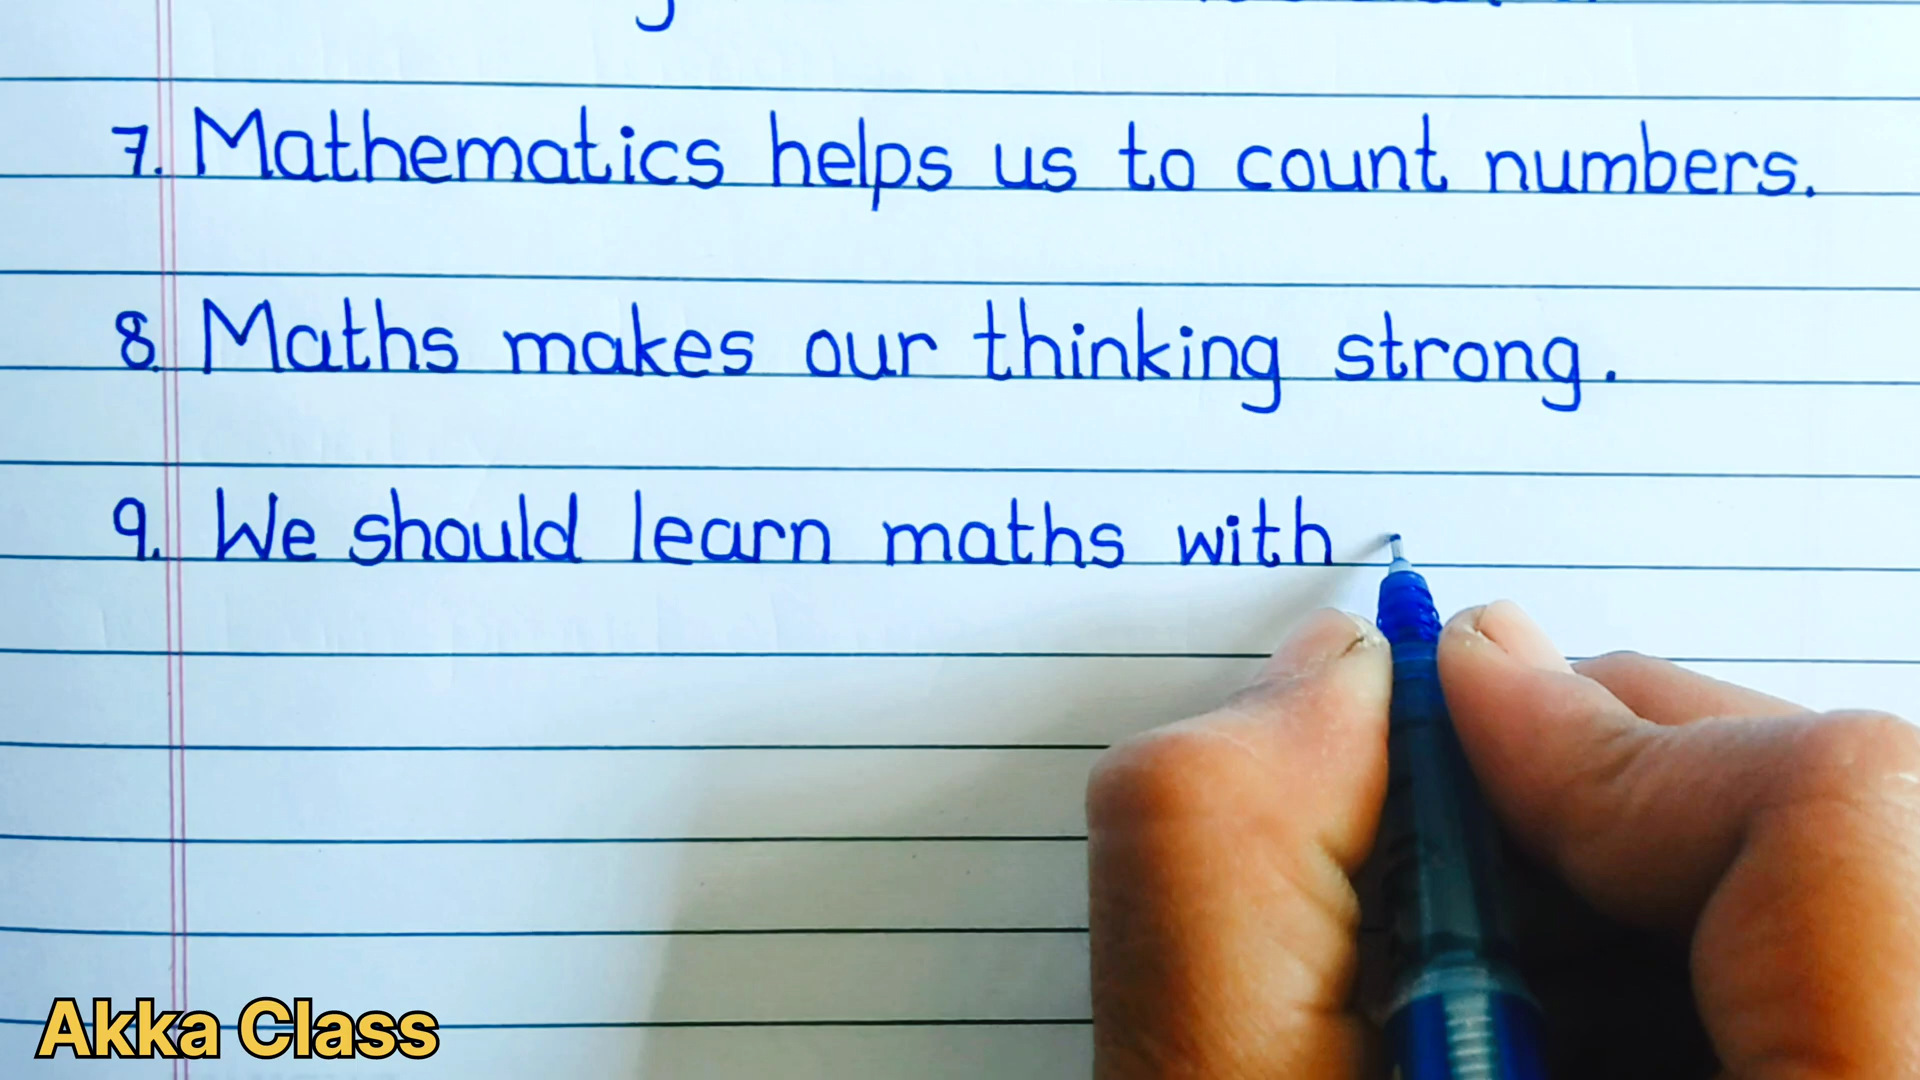 7. Mathematics helps us to count numbers.
8. Maths makes our thinking strong.
9. We should learn maths with
Akka Class